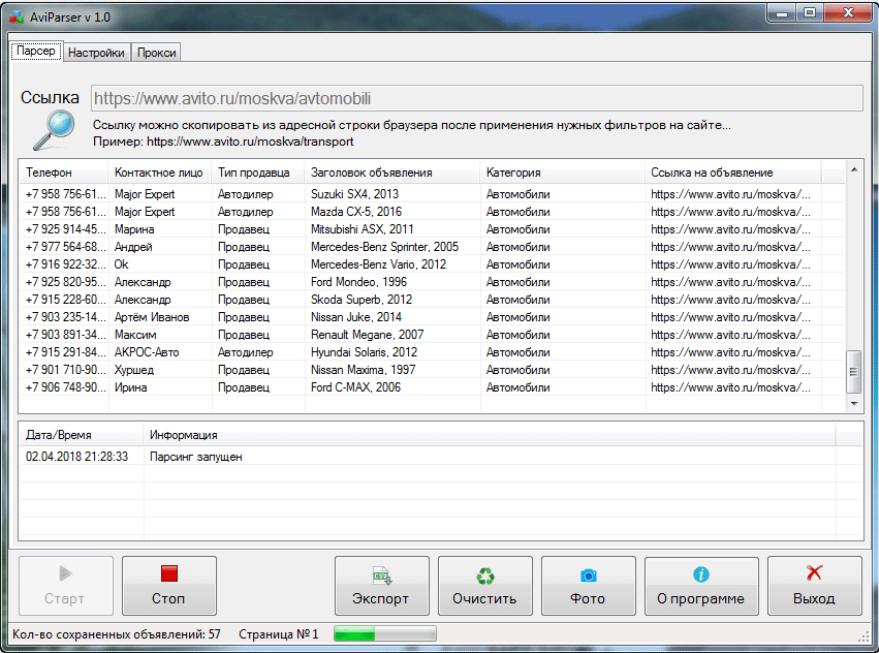 AviParser v 1.0
Парсер Настройки Прокси
Ссылка https://www.avito.ru/moskva/avtomobili
Ссылку можно скопировать из адресной строки браузера после применения нужных фильтров на сайте...
Пример: https://www.avito.ru/moskva/transport
Телефон Контактное лицо Тип продавца Заголовок объявления Категория Ссылка на объявление
+7 958 756-61... Major Expert Автодилер Suzuki SX4, 2013 Автомобили https://www.avito.ru/moskva/...
+7 958 756-61... Major Expert Автодилер Mazda CX-5, 2016 Автомобили https://www.avito.ru/moskva/...
+7 925 914-45... Марина Продавец Mitsubishi ASX, 2011 Автомобили https://www.avito.ru/moskva/...
+7 977 564-68... Андрей Продавец Mercedes-Benz Sprinter, 2005 Автомобили https://www.avito.ru/moskva/...
+7 916 922-32... Ok Продавец Mercedes-Benz Vario, 2012 Автомобили https://www.avito.ru/moskva/...
+7 925 820-95... Александр Продавец Ford Mondeo, 1996 Автомобили https://www.avito.ru/moskva/...
+7 915 228-60... Александр Продавец Skoda Superb, 2012 Автомобили https://www.avito.ru/moskva/...
+7 903 235-14... Артём Иванов Продавец Nissan Juke, 2014 Автомобили https://www.avito.ru/moskva/...
+7 903 891-34... Максим Продавец Renault Megane, 2007 Автомобили https://www.avito.ru/moskva/...
+7 915 291-84... АКРОС-Авто Автодилер Hyundai Solaris, 2012 Автомобили https://www.avito.ru/moskva/...
+7 901 710-90... Хуршед Продавец Nissan Maxima, 1997 Автомобили https://www.avito.ru/moskva/...
+7 906 748-90... Ирина Продавец Ford C-MAX, 2006 Автомобили https://www.avito.ru/moskva/...
Дата/Время Информация
02.04.2018 21:28:33 Парсинг запущен
Старт Стоп Экспорт Очистить Фото О программе Выход
Кол-во сохраненных объявлений: 57 Страница № 1